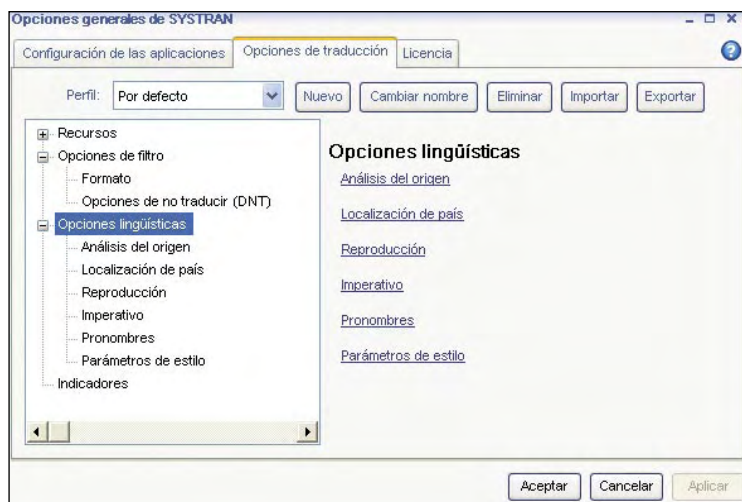 Opciones generales de SYSTRAN
Configuración de las aplicaciones Opciones de traducción Licencia
Perfil: Por defecto Nuevo Cambiar nombre Eliminar Importar Exportar
Recursos
Opciones de filtro
Formato
Opciones de no traducir (DNT)
Opciones lingüísticas
Análisis del origen
Localización de país
Reproducción
Imperativo
Pronombres
Parámetros de estilo
Indicadores
Opciones lingüísticas
Análisis del origen
Localización de país
Reproducción
Imperativo
Pronombres
Parámetros de estilo
Aceptar Cancelar Aplicar